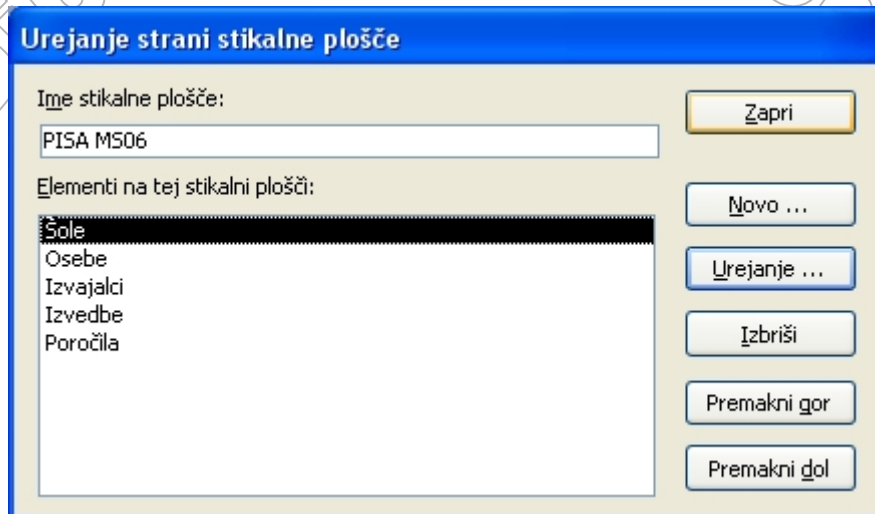 Urejanje strani stikalne plošče
Ime stikalne plošče:
PISA MS06
Elementi na tej stikalni plošči:
Šole
Osebe
Izvajalci
Izvedbe
Poročila
Zapri
Novo ...
Urejanje ...
Izbriši
Premakni gor
Premakni dol